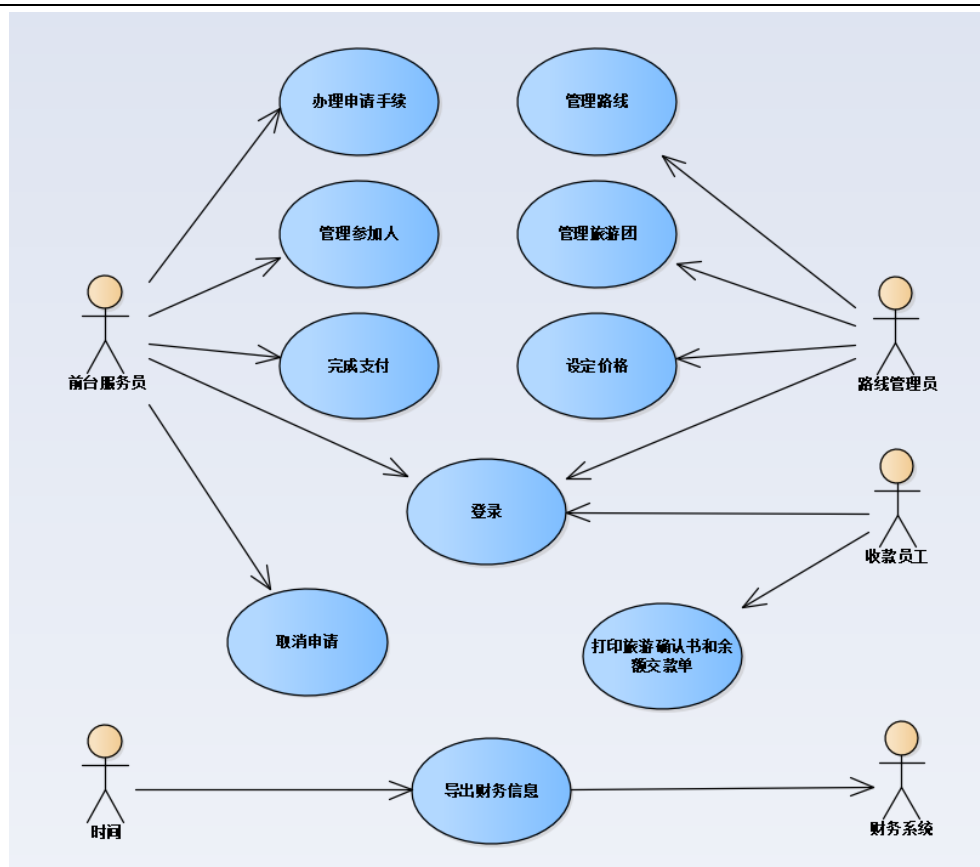 办理申请手续
管理路线
管理参加人
管理旅游团
前台服务员
完成支付
设定价格
路线管理员
登录
收款员工
取消申请
打印旅游确认书和余
额交款单
时间
导出财务信息
财务系统